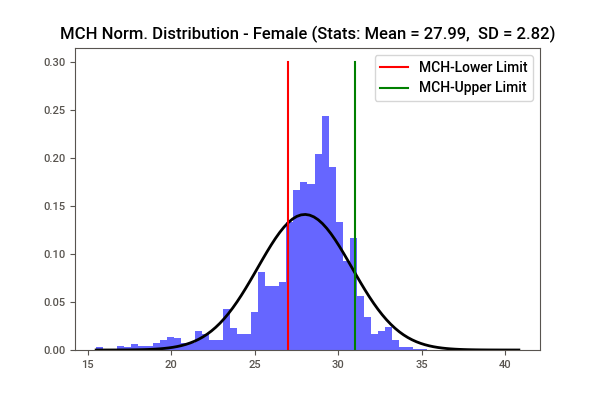 MCH Norm. Distribution - Female (Stats: Mean = 27.99,  SD = 2.82)
MCH-Lower Limit
MCH-Upper Limit
0.30
0.25
0.20
0.15
0.10
0.05
0.00
15 20 25 30 35 40